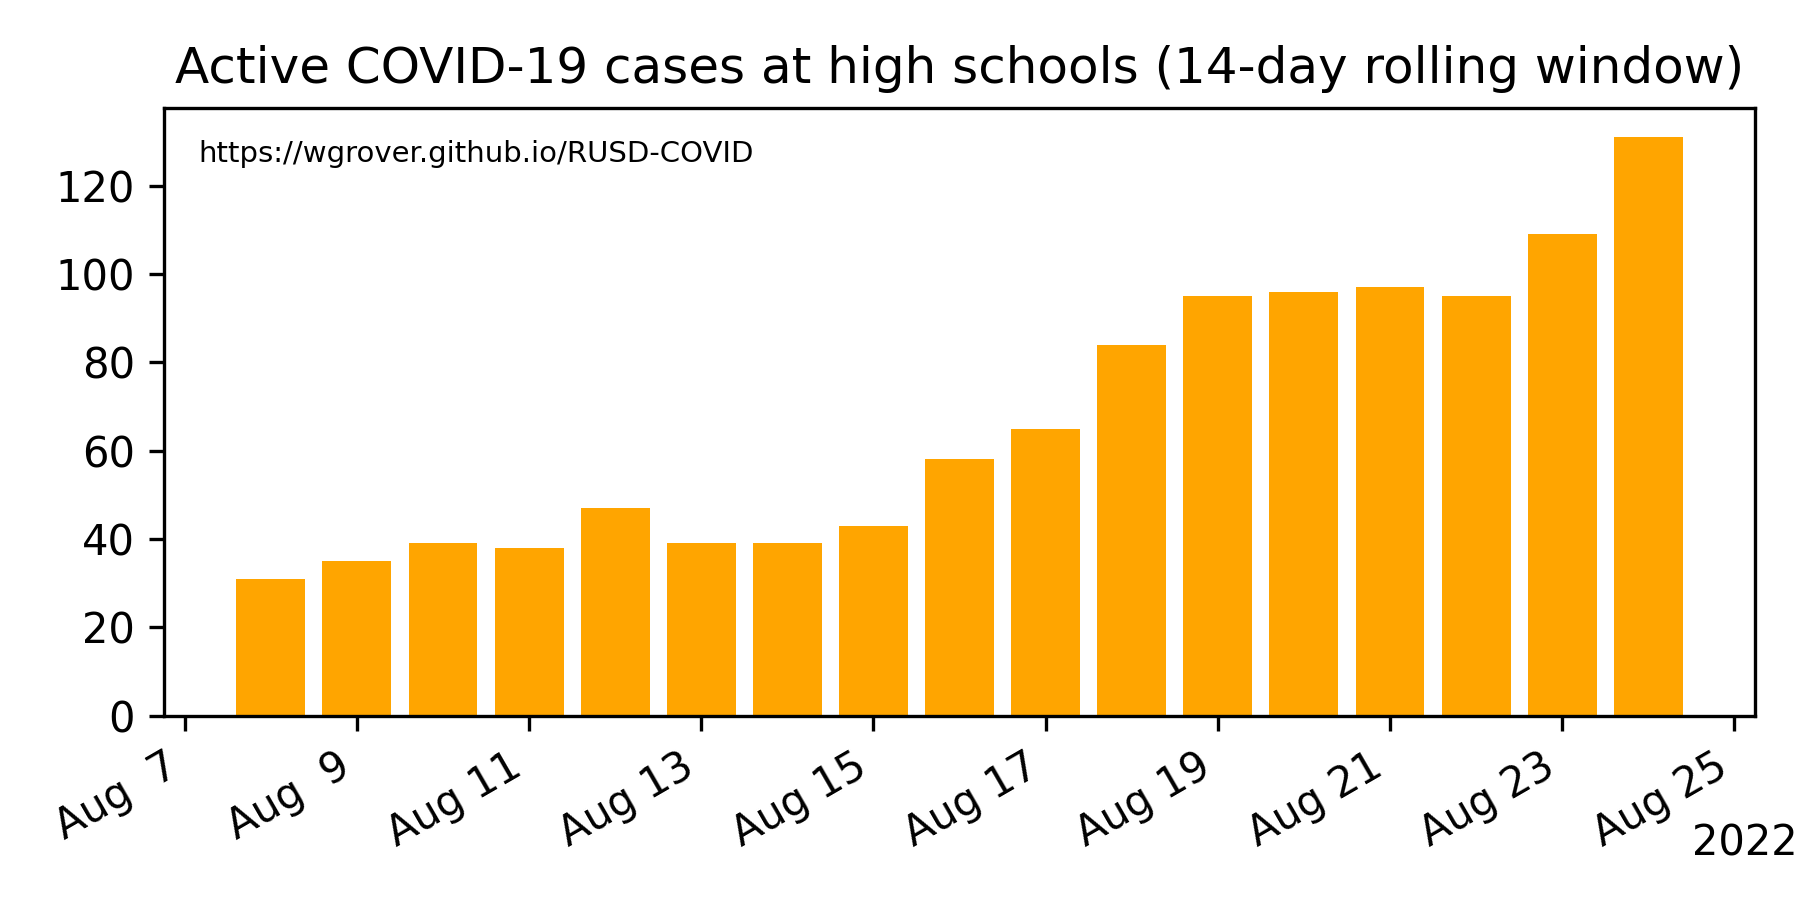 Active COVID-19 cases at high schools (14-day rolling window)
https://wgrover.github.io/RUSD-COVID
120
100
80
60
40
20
0
Aug 7
Aug 9
Aug 11
Aug 13
Aug 15
Aug 17
Aug 19
Aug 21
Aug 23
Aug 25
2022